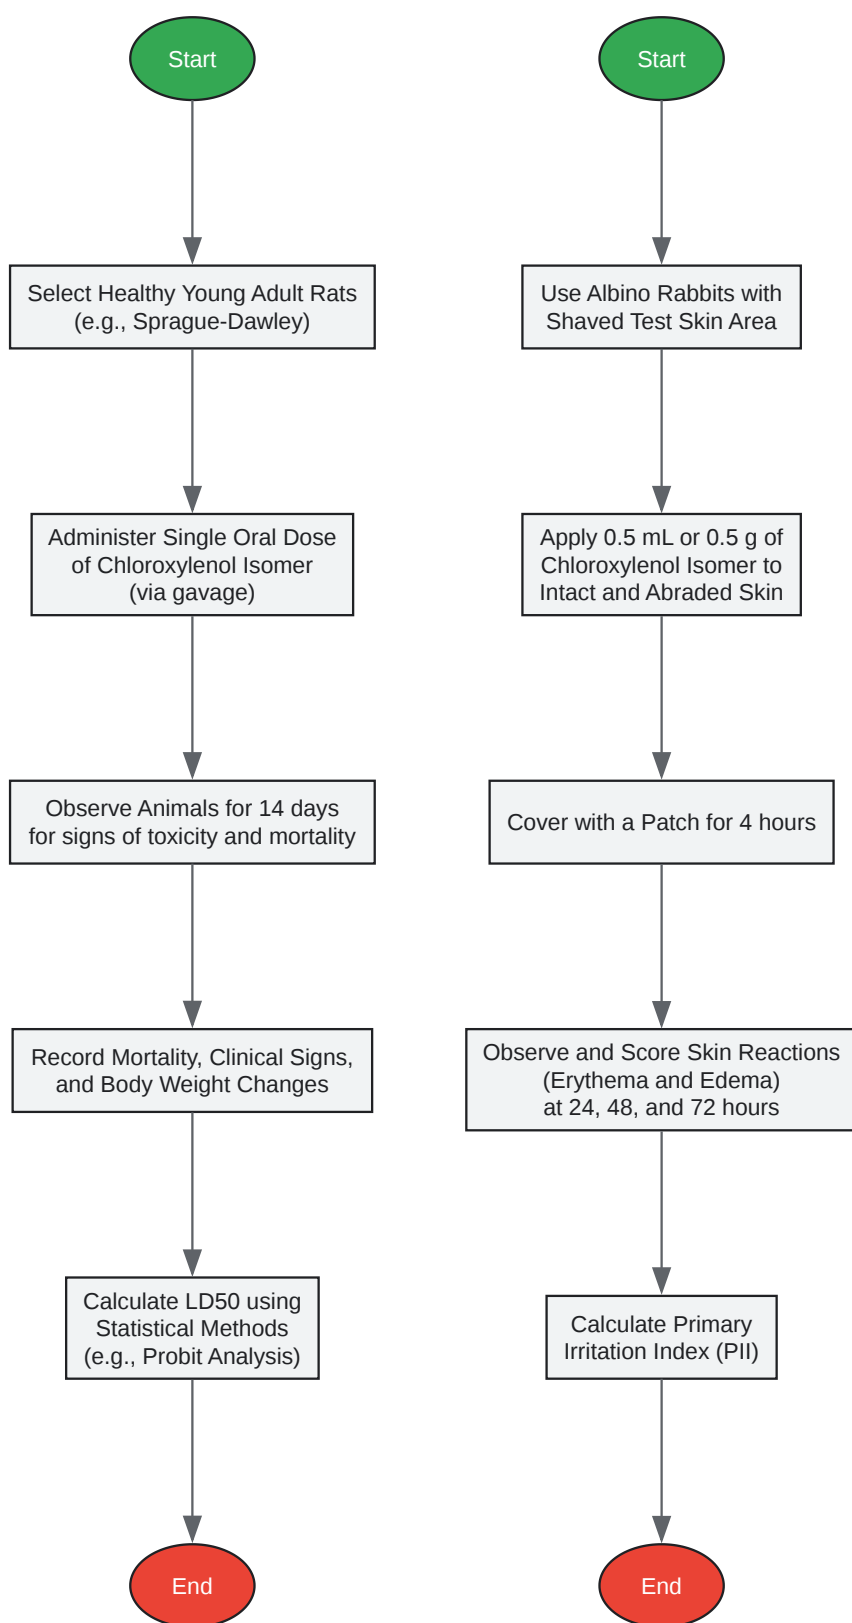 Start
Select Healthy Young Adult Rats
(e.g., Sprague-Dawley)
Administer Single Oral Dose
of Chloroxylenol Isomer
(via gavage)
Observe Animals for 14 days
for signs of toxicity and mortality
Record Mortality, Clinical Signs,
and Body Weight Changes
Calculate LD50 using
Statistical Methods
(e.g., Probit Analysis)
End
Start
Use Albino Rabbits with
Shaved Test Skin Area
Apply 0.5 mL or 0.5 g of
Chloroxylenol Isomer to
Intact and Abraded Skin
Cover with a Patch for 4 hours
Observe and Score Skin Reactions
(Erythema and Edema)
at 24, 48, and 72 hours
Calculate Primary
Irritation Index (PII)
End